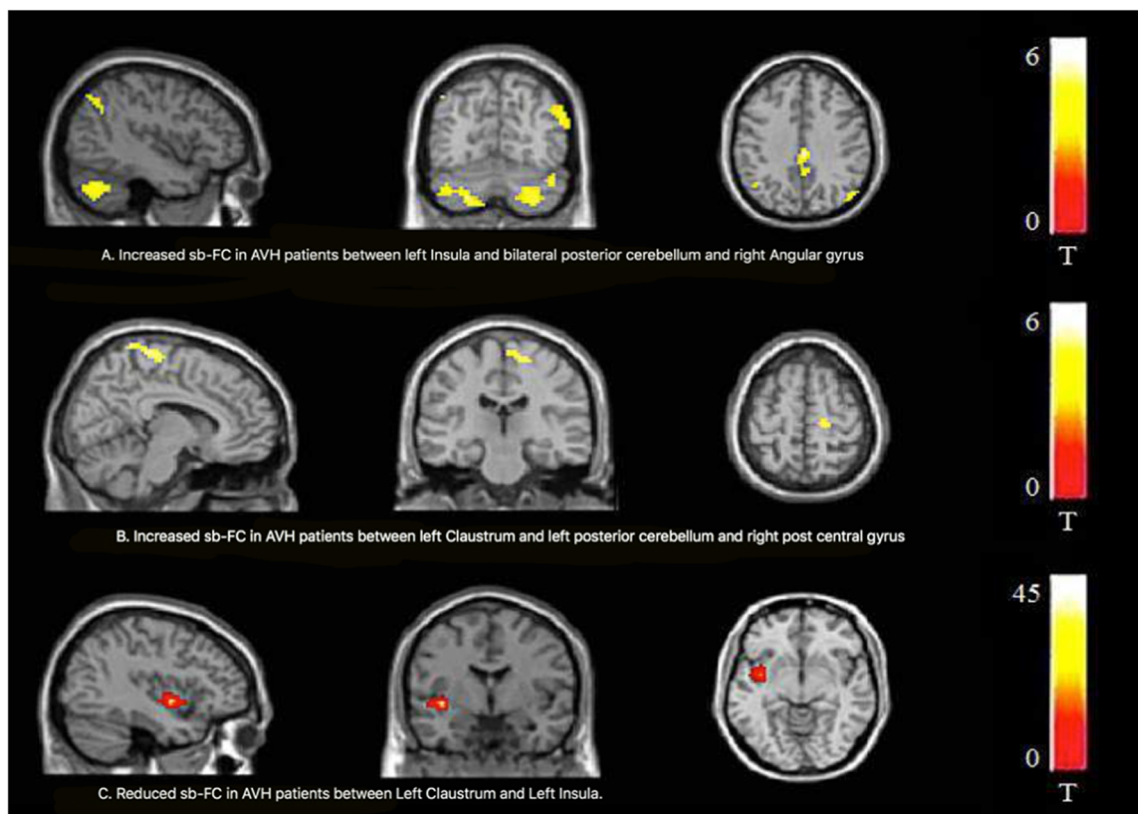 6
0
T
A. Increased sb-FC in AVH patients between left Insula and bilateral posterior cerebellum and right Angular gyrus
6
0
T
B. Increased sb-FC in AVH patients between left Claustrum and left posterior cerebellum and right post central gyrus
45
0
T
C. Reduced sb-FC in AVH patients between Left Claustrum and Left Insula.